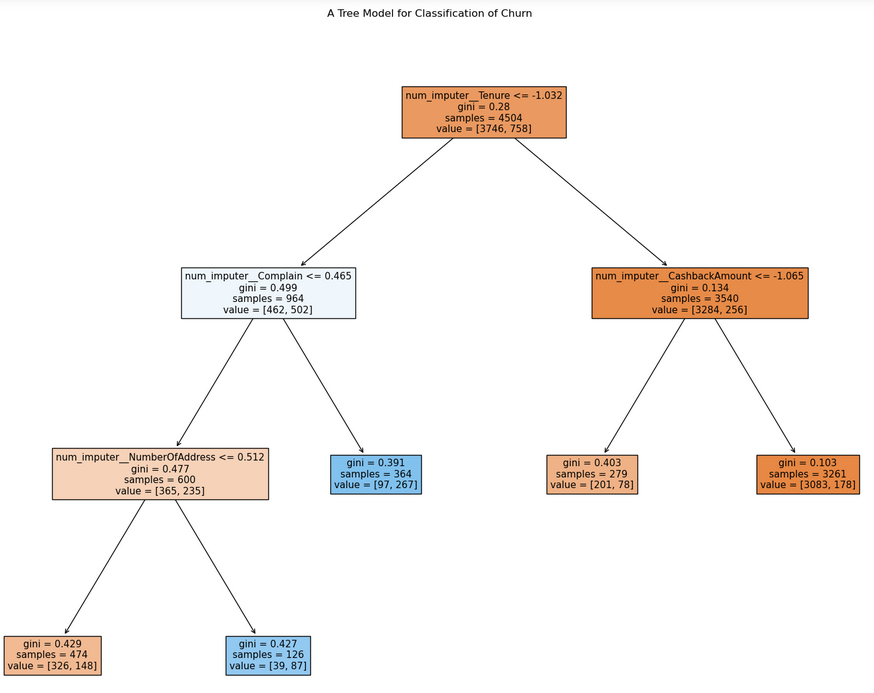 A Tree Model for Classification of Churn
num_imputer__Tenure <= -1.032
gini = 0.28
samples = 4504
value = [3746, 758]
num_imputer__Complain <= 0.465
gini = 0.499
samples = 964
value = [462, 502]
num_imputer__CashbackAmount <= -1.065
gini = 0.134
samples = 3540
value = [3284, 256]
num_imputer__NumberOfAddress <= 0.512
gini = 0.477
samples = 600
value = [365, 235]
gini = 0.391
samples = 364
value = [97, 267]
gini = 0.403
samples = 279
value = [201, 78]
gini = 0.103
samples = 3261
value = [3083, 178]
gini = 0.429
samples = 474
value = [326, 148]
gini = 0.427
samples = 126
value = [39, 87]